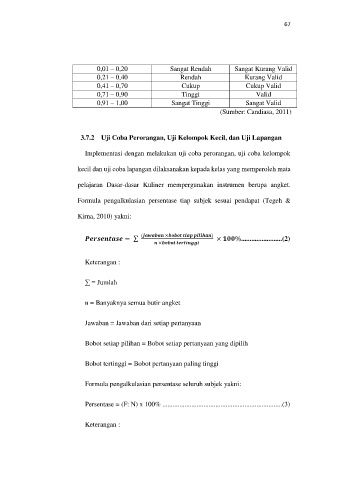 67
0,01 – 0,20 Sangat Rendah Sangat Kurang Valid
0,21 – 0,40 Rendah Kurang Valid
0,41 – 0,70 Cukup Cukup Valid
0,71 – 0,90 Tinggi Valid
0,91 – 1,00 Sangat Tinggi Sangat Valid
(Sumber: Candiasa, 2011)
3.7.2 Uji Coba Perorangan, Uji Kelompok Kecil, dan Uji Lapangan
Implementasi dengan melakukan uji coba perorangan, uji coba kelompok
kecil dan uji coba lapangan dilaksanakan kepada kelas yang memperoleh mata
pelajaran Dasar-dasar Kuliner mempergunakan instrumen berupa angket.
Formula pengalkulasian persentase tiap subjek sesuai pendapat (Tegeh &
Kirna, 2010) yakni:
Persentase = ∑ (jawaban×bobot tiap pilihan) / n ×bobot tertinggi × 100%.......................(2)
Keterangan :
∑ = Jumlah
n = Banyaknya semua butir angket
Jawaban = Jawaban dari setiap pertanyaan
Bobot setiap pilihan = Bobot setiap pertanyaan yang dipilih
Bobot tertinggi = Bobot pertanyaan paling tinggi
Formula pengalkulasian persentase seluruh subjek yakni:
Persentase = (F: N) x 100% ..............................................................(3)
Keterangan :